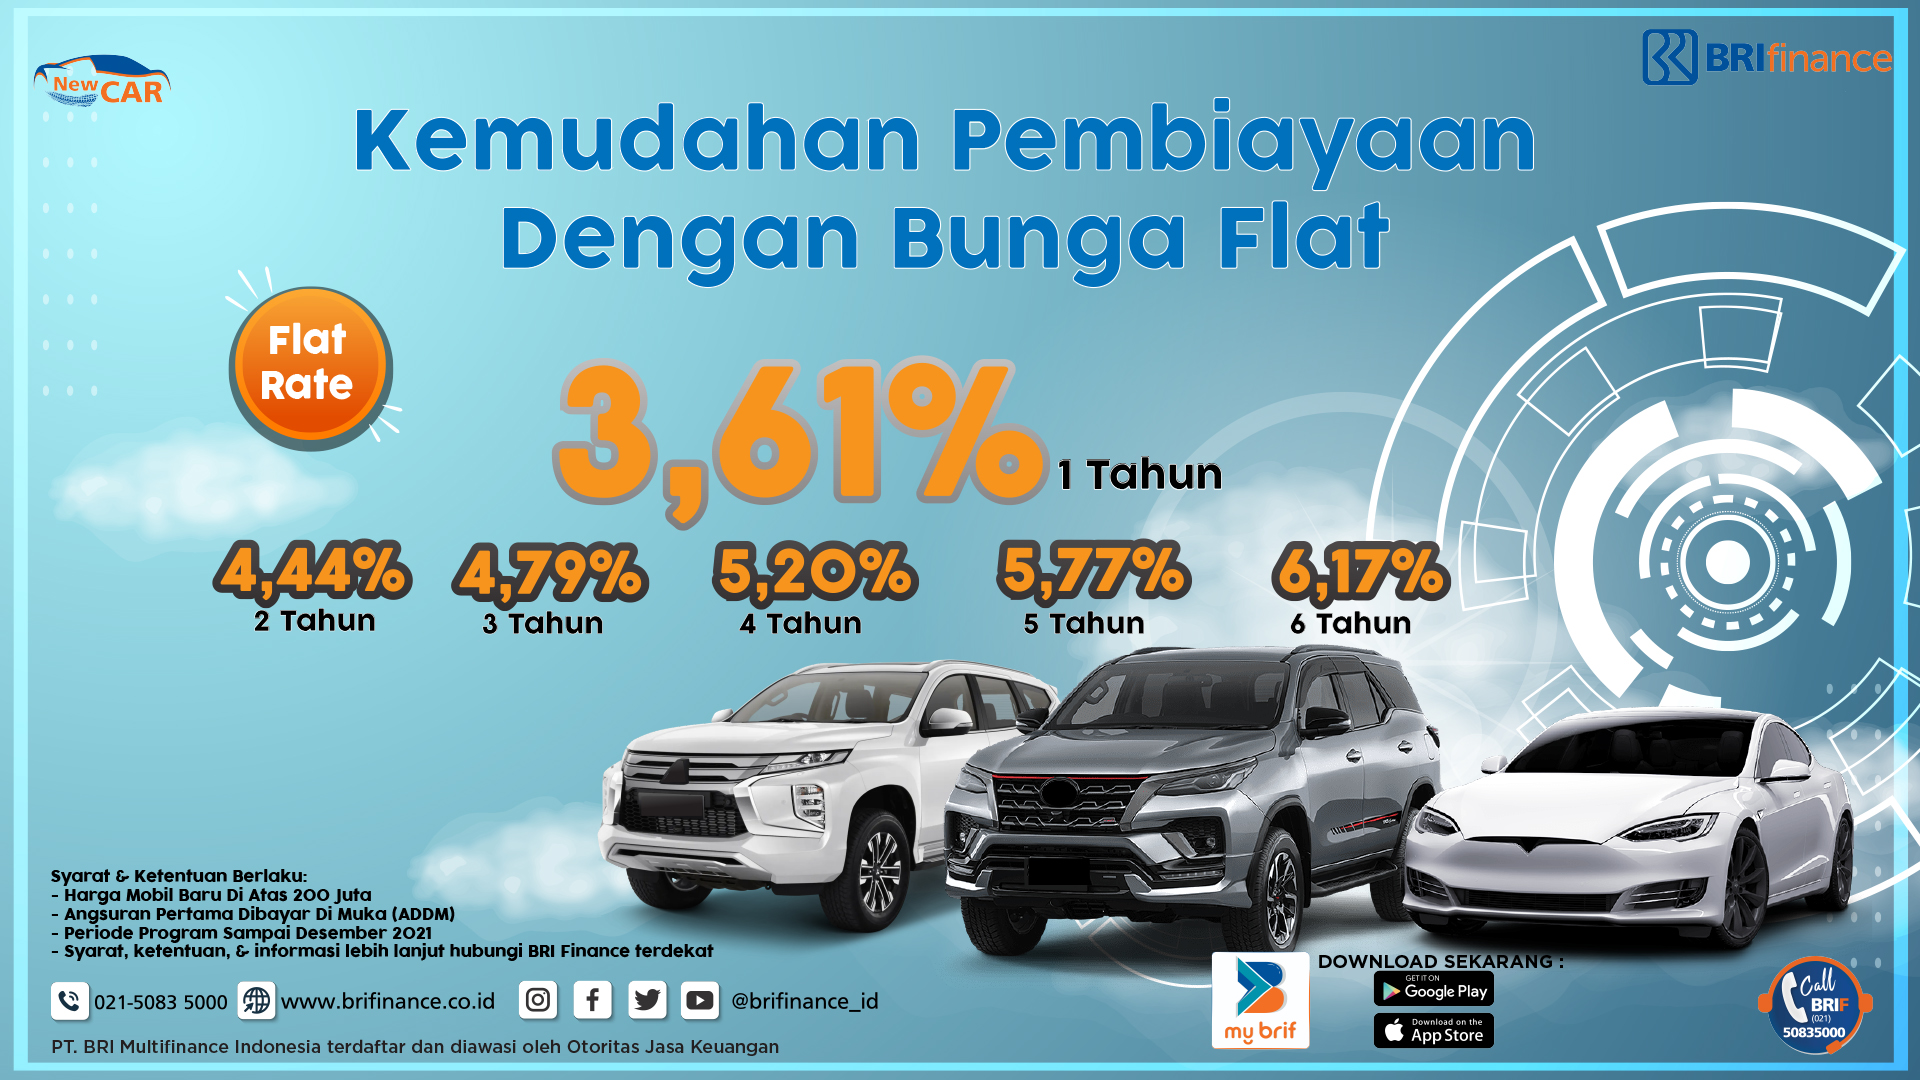 New CAR
BRIfinance
Kemudahan Pembiayaan
Dengan Bunga Flat
Flat
Rate
3,61% 1 Tahun
4,44%
2 Tahun
4,79%
3 Tahun
5,20%
4 Tahun
5,77%
5 Tahun
6,17%
6 Tahun
Syarat & Ketentuan Berlaku:
- Harga Mobil Baru Di Atas 200 Juta
- Angsuran Pertama Dibayar Di Muka (ADDM)
- Periode Program Sampai Desember 2021
- Syarat, ketentuan, & informasi lebih lanjut hubungi BRI Finance terdekat
021-5083 5000 www.brifinance.co.id @brifinance_id
PT. BRI Multifinance Indonesia terdaftar dan diawasi oleh Otoritas Jasa Keuangan
my brif
DOWNLOAD SEKARANG :
GET IT ON
Google Play
Download on the
App Store
Call
BRIF
(021)
50835000